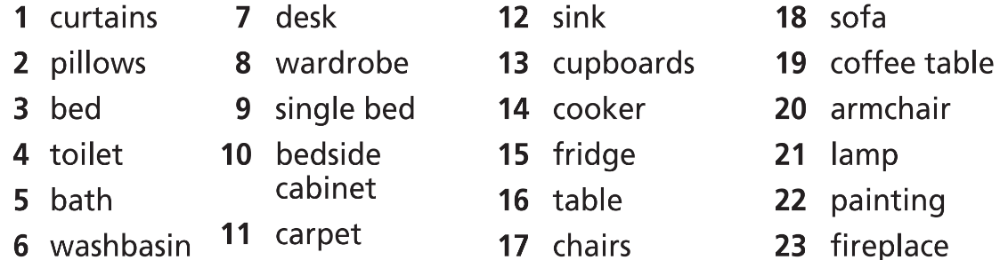 1 curtains
2 pillows
3 bed
4 toilet
5 bath
6 washbasin
7 desk
8 wardrobe
9 single bed
10 bedside
cabinet
11 carpet
12 sink
13 cupboards
14 cooker
15 fridge
16 table
17 chairs
18 sofa
19 coffee table
20 armchair
21 lamp
22 painting
23 fireplace